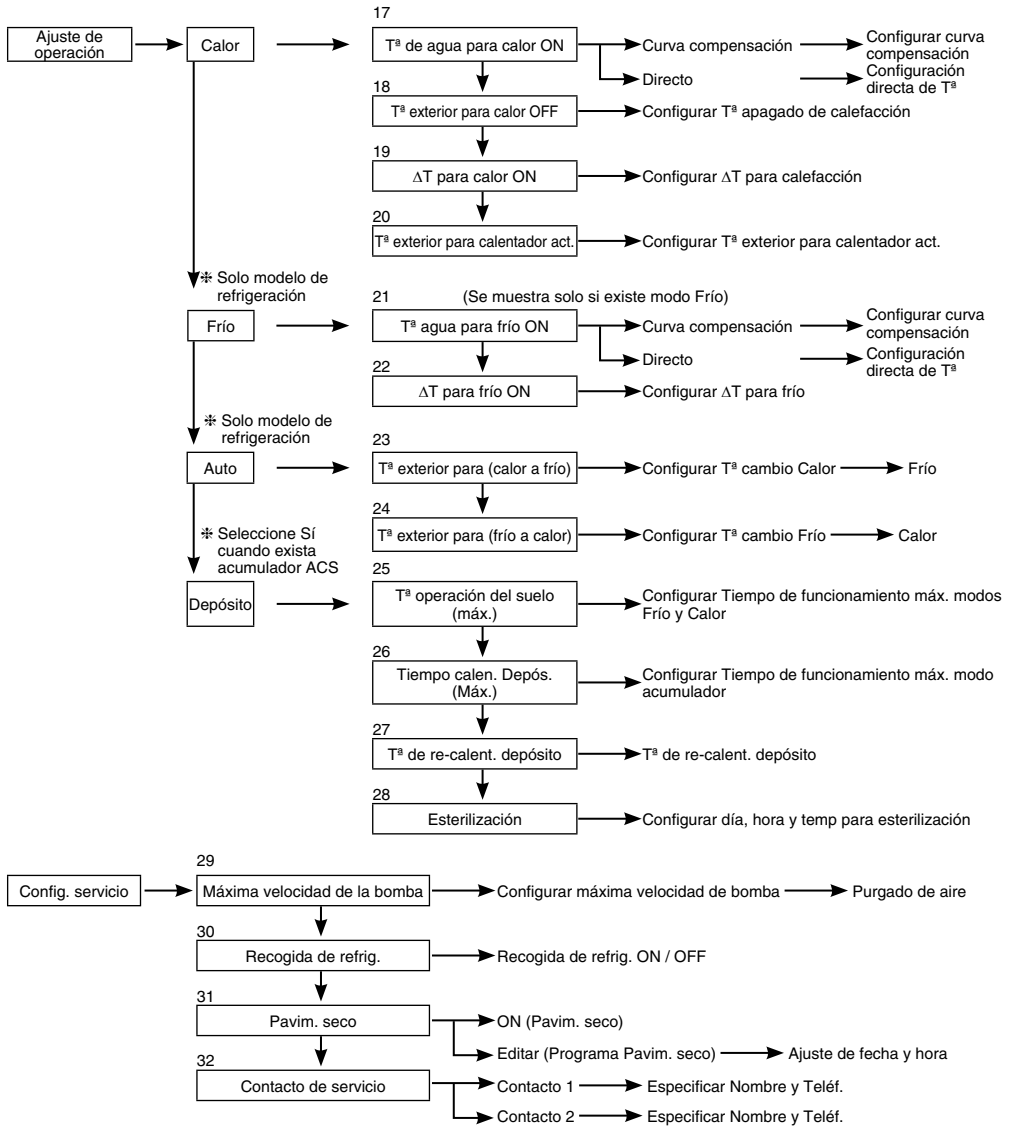 17
Ajuste de
operación
Calor
Tª de agua para calor ON
Curva compensación
Configurar curva
compensación
Directo
Configuración
directa de Tª
18
Tª exterior para calor OFF
Configurar Tª apagado de calefacción
19
ΔT para calor ON
Configurar ΔT para calefacción
20
Tª exterior para calentador act.
Configurar Tª exterior para calentador act.
❈ Solo modelo de
refrigeración
21
(Se muestra solo si existe modo Frío)
Frío
Tª agua para frío ON
Curva compensación
Configurar curva
compensación
Directo
Configuración
directa de Tª
22
ΔT para frío ON
Configurar ΔT para frío
❈ Solo modelo de
refrigeración
23
Auto
Tª exterior para (calor a frío)
Configurar Tª cambio Calor
Frío
24
Tª exterior para (frío a calor)
Configurar Tª cambio Frío
Calor
❈ Seleccione Sí
cuando exista
acumulador ACS
25
Depósito
Tª operación del suelo
(máx.)
Configurar Tiempo de funcionamiento máx. modos
Frío y Calor
26
Tiempo calen. Depós.
(Máx.)
Configurar Tiempo de funcionamiento máx. modo
acumulador
27
Tª de re-calent. depósito
Tª de re-calent. depósito
28
Esterilización
Configurar día, hora y temp para esterilización
29
Config. servicio
Máxima velocidad de la bomba
Configurar máxima velocidad de bomba
Purgado de aire
30
Recogida de refrig.
Recogida de refrig. ON / OFF
31
Pavim. seco
ON (Pavim. seco)
Editar (Programa Pavim. seco)
Ajuste de fecha y hora
32
Contacto de servicio
Contacto 1
Especificar Nombre y Teléf.
Contacto 2
Especificar Nombre y Teléf.